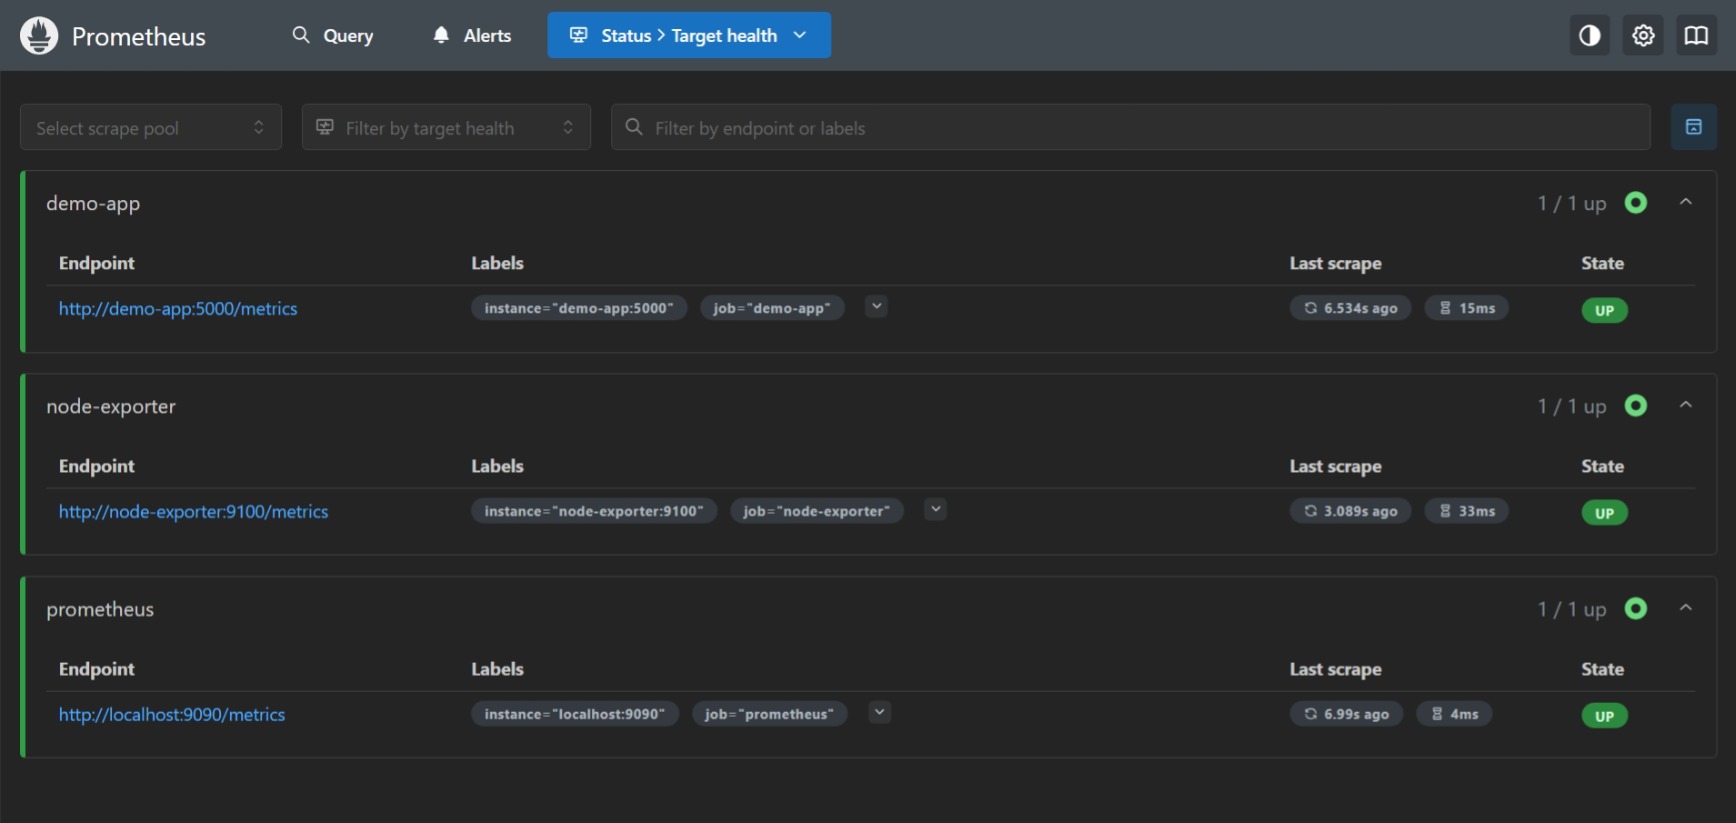 Prometheus Query Alerts Status > Target health
Select scrape pool Filter by target health Filter by endpoint or labels
demo-app 1 / 1 up
Endpoint Labels Last scrape State
http://demo-app:5000/metrics instance="demo-app:5000" job="demo-app" 6.534s ago 15ms UP
node-exporter 1 / 1 up
Endpoint Labels Last scrape State
http://node-exporter:9100/metrics instance="node-exporter:9100" job="node-exporter" 3.089s ago 33ms UP
prometheus 1 / 1 up
Endpoint Labels Last scrape State
http://localhost:9090/metrics instance="localhost:9090" job="prometheus" 6.99s ago 4ms UP